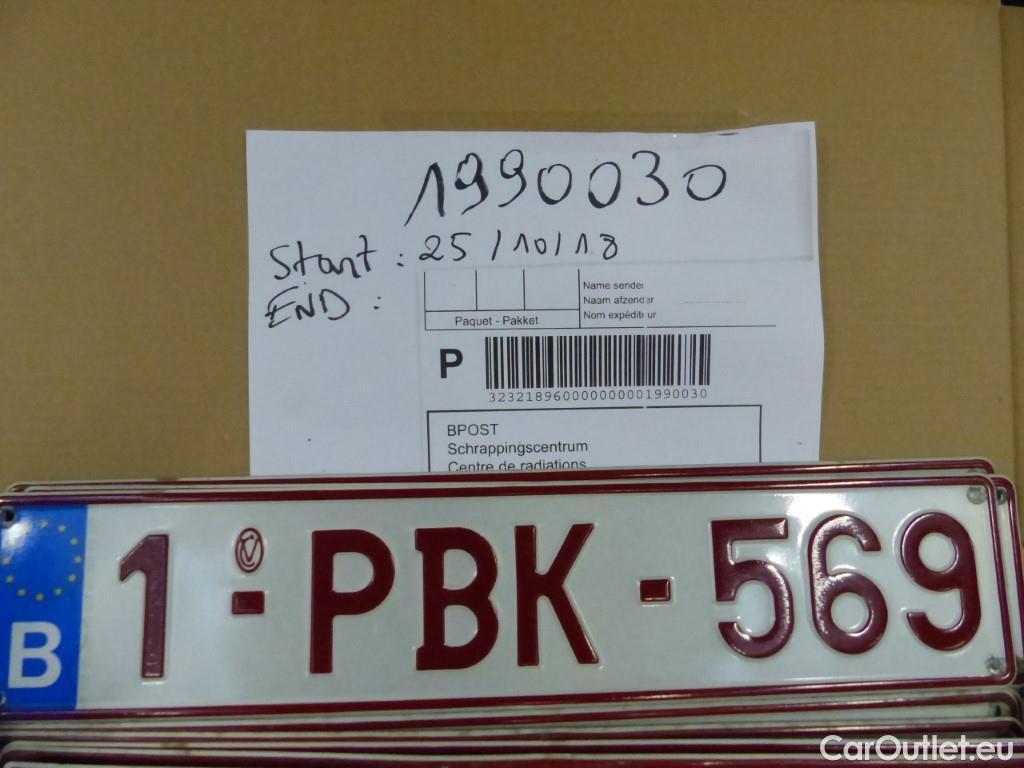 1990030
Start : 25/10/18
END :
Name sender
Naam afzender
Nom expéditeur
Paquet - Pakket
P
3232189600000000001990030
BPOST
Schrappingscentrum
Centre de radiations
B 1-PBK-569
CarOutlet.eu